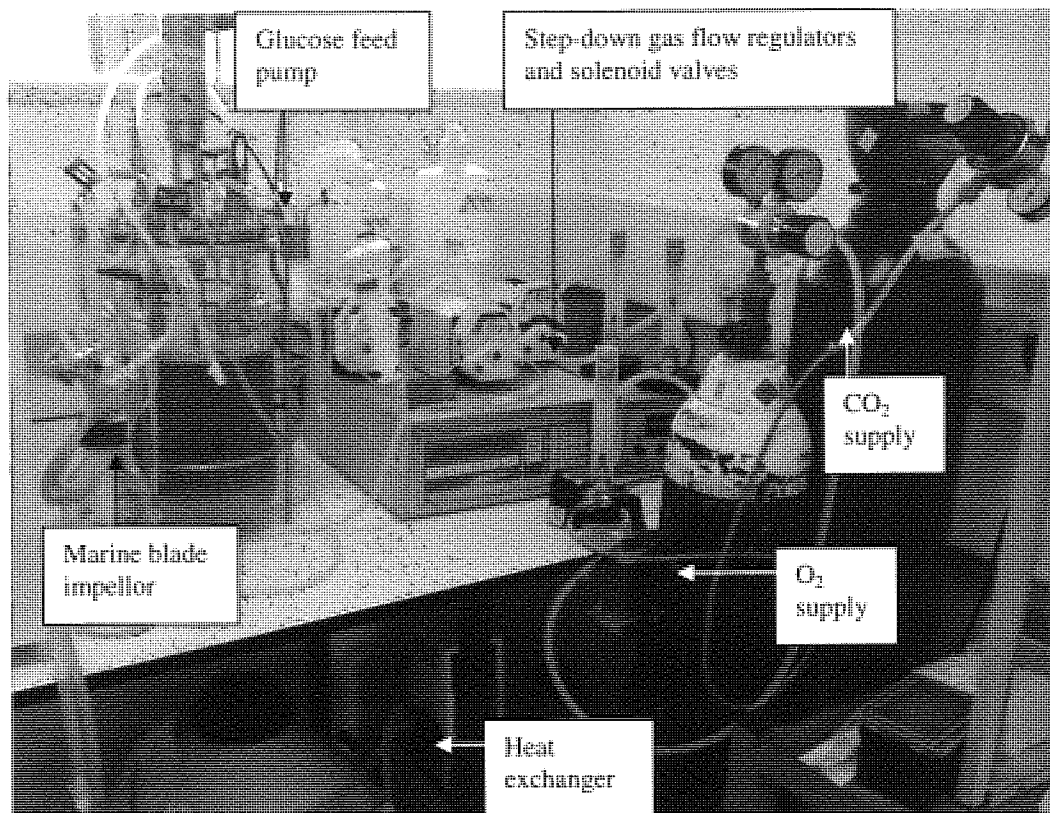 Glucose feed
pump
Step-down gas flow regulators
and solenoid valves
CO₂
supply
Marine blade
impellor
O₂
supply
Heat
exchanger